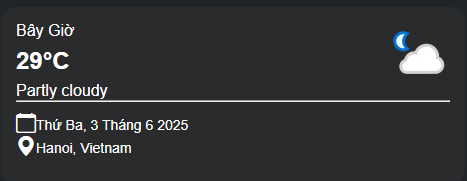 Bây Giờ
29°C
Partly cloudy
Thứ Ba, 3 Tháng 6 2025
Hanoi, Vietnam